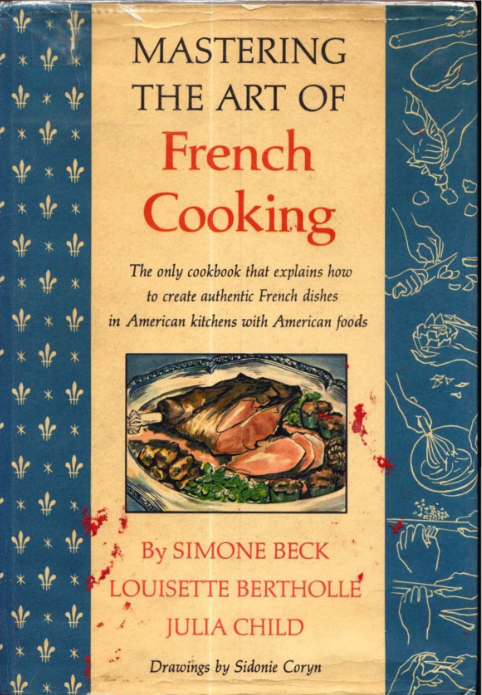 MASTERING
THE ART OF
French
Cooking
The only cookbook that explains how
to create authentic French dishes
in American kitchens with American foods
By SIMONE BECK
LOUISETTE BERTHOLLE
JULIA CHILD
Drawings by Sidonie Coryn